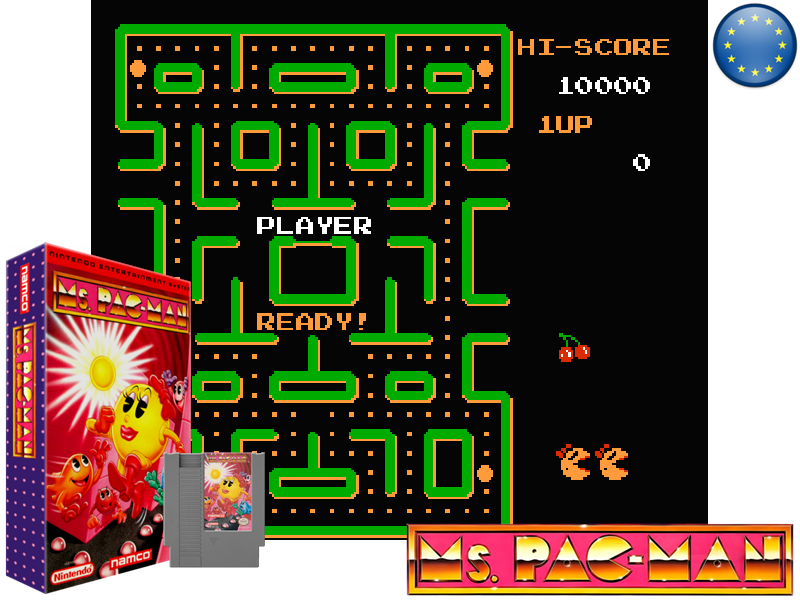 HI-SCORE
10000
1UP
0
PLAYER
READY!
NINTENDO ENTERTAINMENT SYSTEM
namco
MS. PAC-MAN
MS. PAC-MAN
Nintendo
namco
MS. PAC-MAN